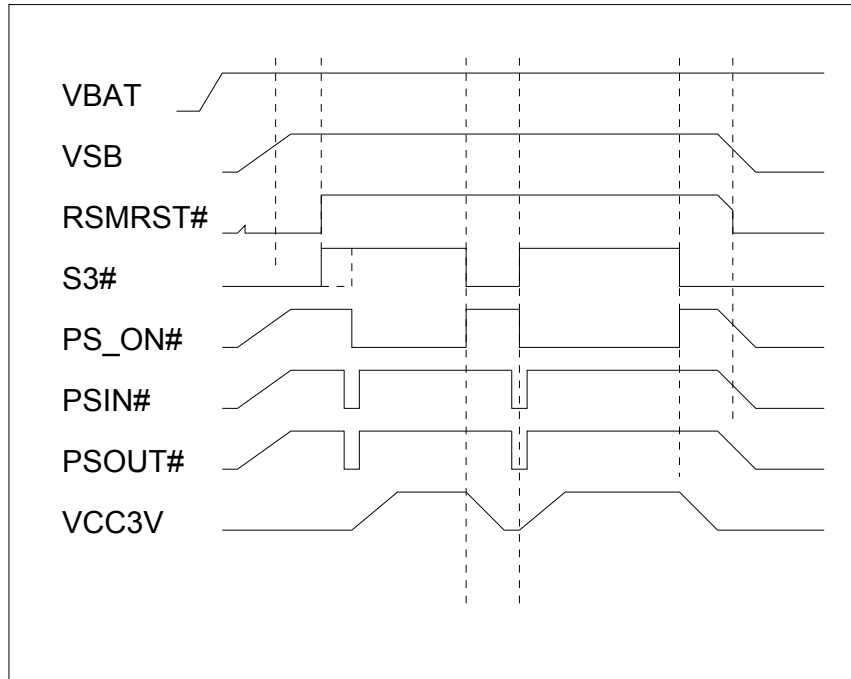 VBAT
VSB
RSMRST#
S3#
PS_ON#
PSIN#
PSOUT#
VCC3V